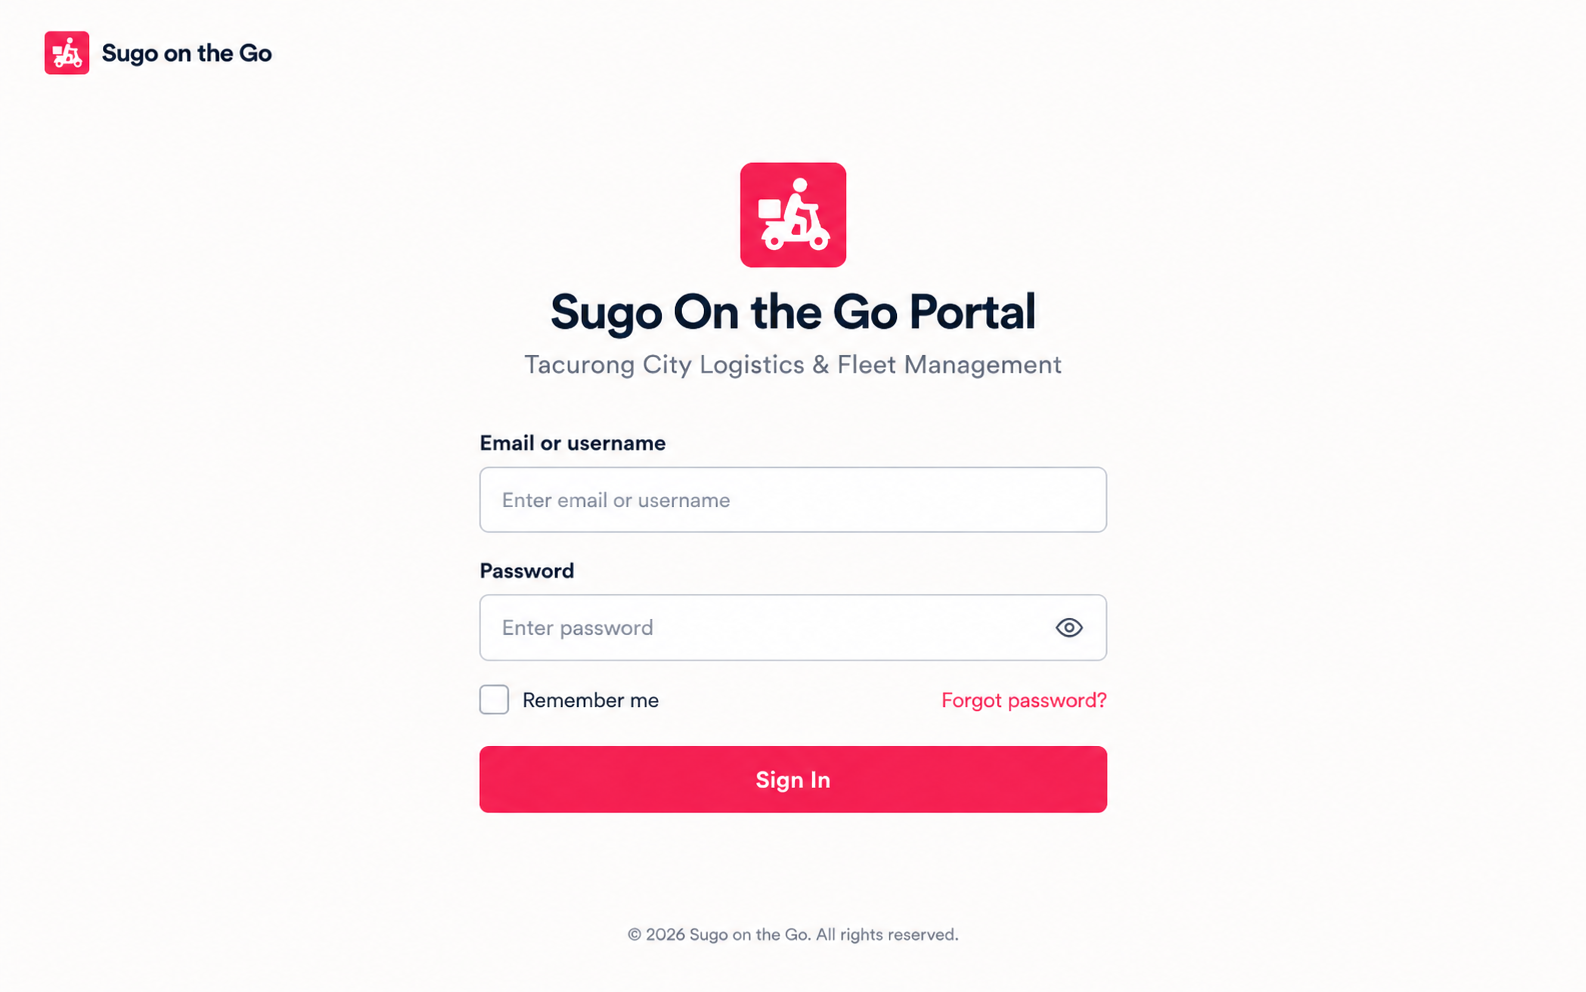 Sugo on the Go
Sugo On the Go Portal
Tacurong City Logistics & Fleet Management
Email or username
Enter email or username
Password
Enter password
Remember me
Forgot password?
Sign In
© 2026 Sugo on the Go. All rights reserved.